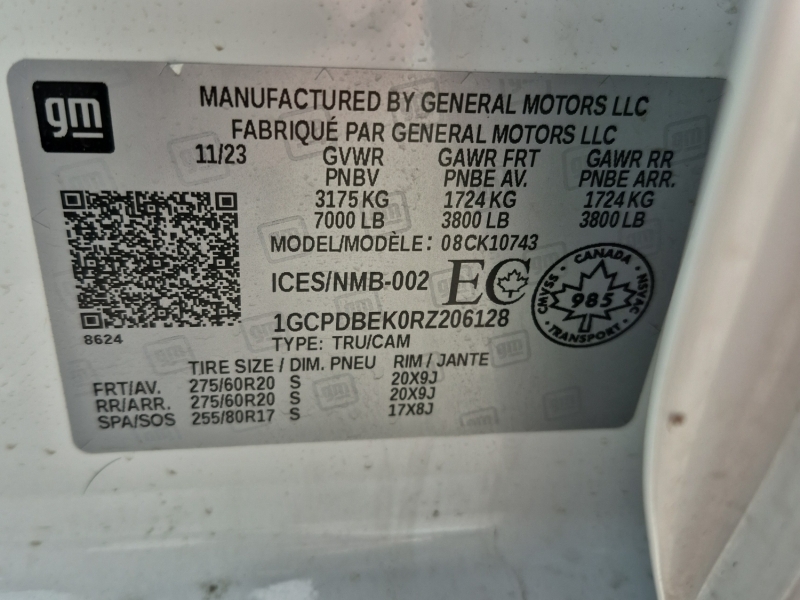 gm
MANUFACTURED BY GENERAL MOTORS LLC
FABRIQUÉ PAR GENERAL MOTORS LLC
11/23 GVWR GAWR FRT GAWR RR
PNBV PNBE AV. PNBE ARR.
3175 KG 1724 KG 1724 KG
7000 LB 3800 LB 3800 LB
MODEL/MODÈLE: 08CK10743
ICES/NMB-002 EC
CANADA
CMVSS NSVAC
985
TRANSPORT
1GCPDBEK0RZ206128
8624
TYPE: TRU/CAM
TIRE SIZE / DIM. PNEU RIM / JANTE
FRT/AV. 275/60R20 S 20X9J
RR/ARR. 275/60R20 S 20X9J
SPA/SOS 255/80R17 S 17X8J